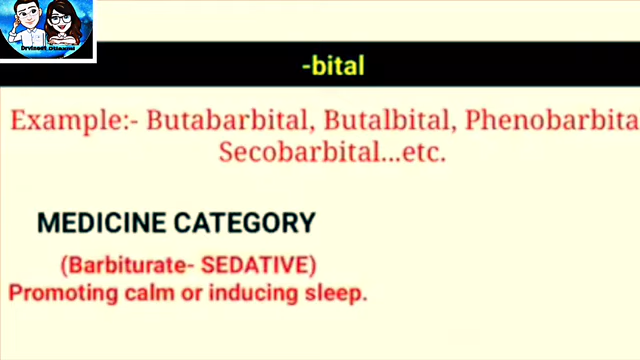 -bital
Example:- Butabarbital, Butalbital, Phenobarbita
Secobarbital...etc.
MEDICINE CATEGORY
(Barbiturate- SEDATIVE)
Promoting calm or inducing sleep.